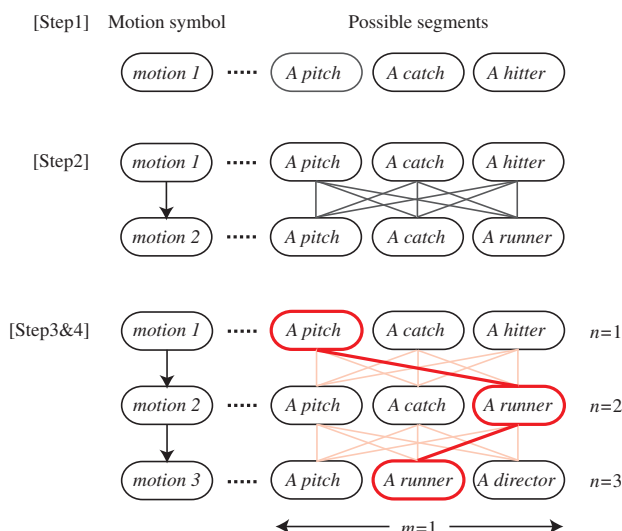 [Step1] Motion symbol Possible segments
motion 1 ····· A pitch A catch A hitter
[Step2] motion 1 ····· A pitch A catch A hitter
motion 2 ····· A pitch A catch A runner
[Step3&4] motion 1 ····· A pitch A catch A hitter n=1
motion 2 ····· A pitch A catch A runner n=2
motion 3 ····· A pitch A runner A director n=3
m=1